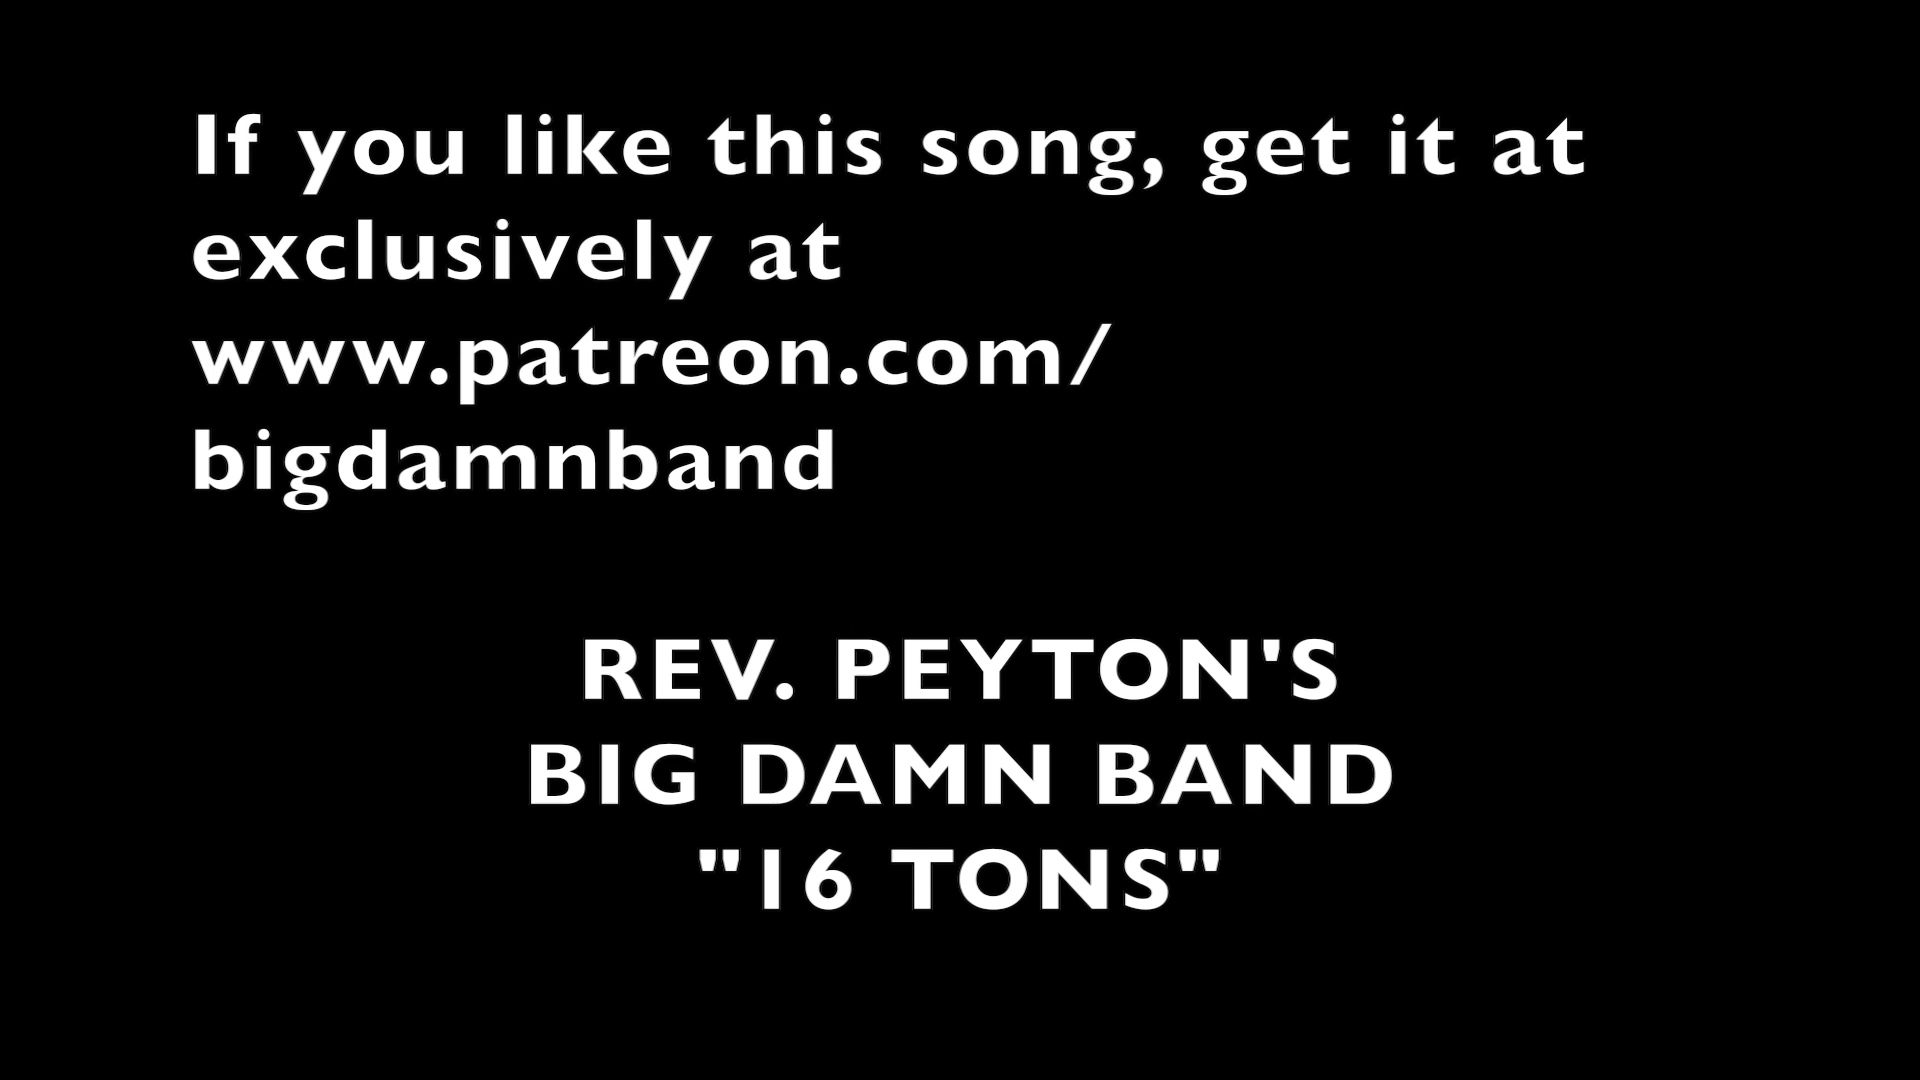 If you like this song, get it at
exclusively at
www.patreon.com/
bigdamnband
REV. PEYTON'S
BIG DAMN BAND
"16 TONS"